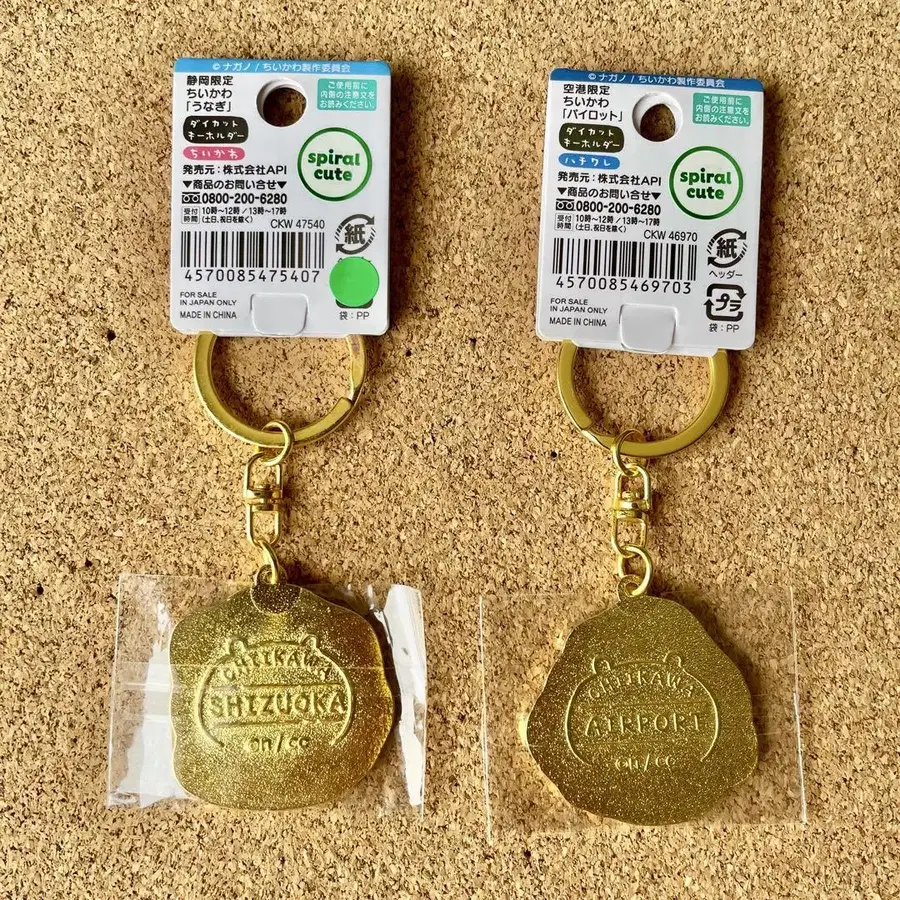 © ナガノ / ちいかわ製作委員会
静岡限定
ちいかわ
「うなぎ」
ご使用前に
内側の注意文を
お読みください。
ダイカット
キーホルダー
ちいかわ
spiral
cute
発売元：株式会社API
▼商品のお問い合せ▼
0800-200-6280
受付時間 10時〜12時 / 13時〜17時
(土日、祝日を除く)
CKW 47540
紙
4570085475407
FOR SALE
IN JAPAN ONLY
MADE IN CHINA
袋：PP
CHIIKAWA
SHIZUOKA
an/cc
© ナガノ / ちいかわ製作委員会
空港限定
ちいかわ
「パイロット」
ご使用前に
内側の注意文を
お読みください。
ダイカット
キーホルダー
ハチワレ
spiral
cute
発売元：株式会社API
▼商品のお問い合せ▼
0800-200-6280
受付時間 10時〜12時 / 13時〜17時
(土日、祝日を除く)
CKW 46970
紙
ヘッダー
4570085469703
プラ
FOR SALE
IN JAPAN ONLY
MADE IN CHINA
袋：PP
CHIIKAWA
AIRPORT
an/cc